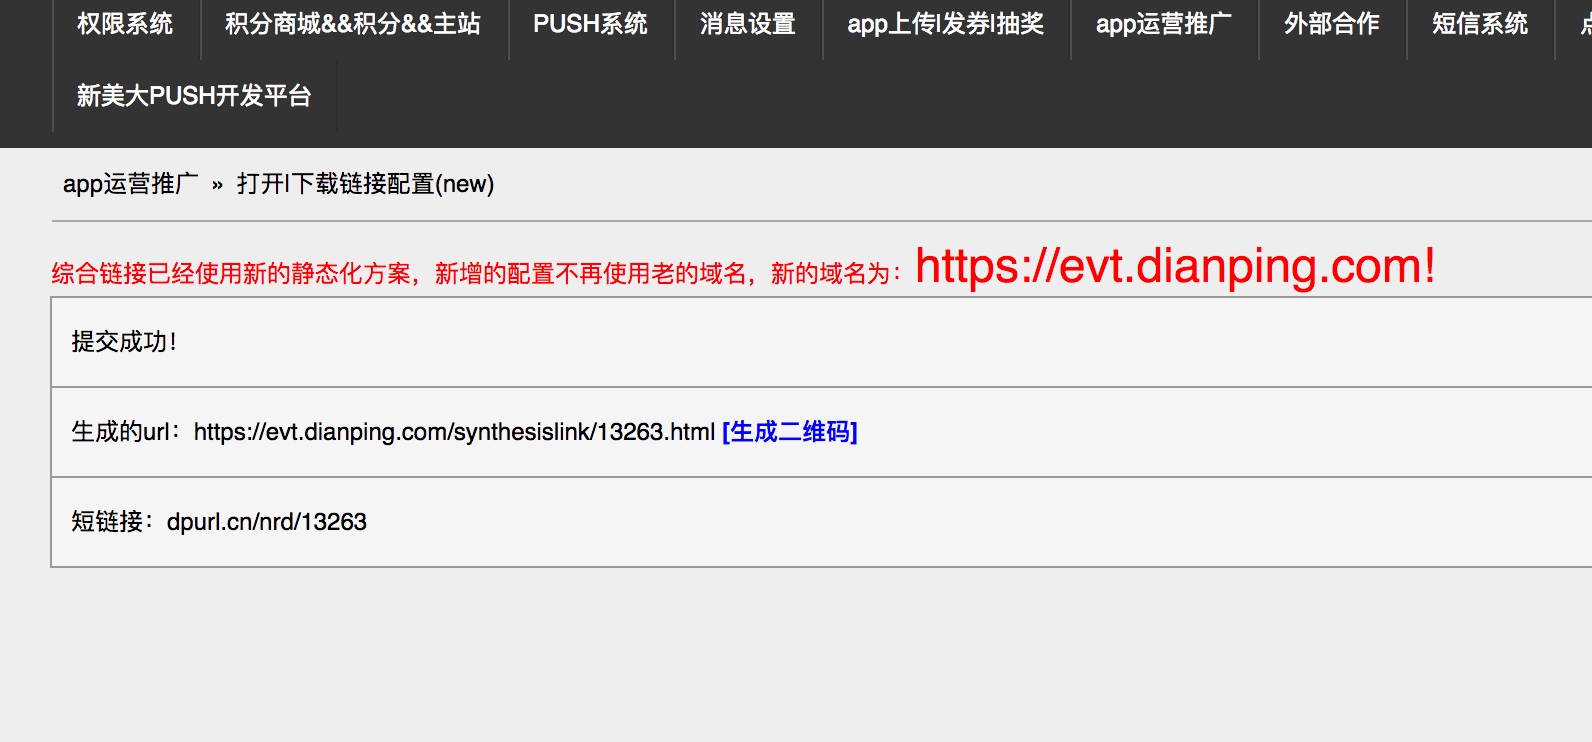 权限系统 积分商城&&积分&&主站 PUSH系统 消息设置 app上传|发券|抽奖 app运营推广 外部合作 短信系统
新美大PUSH开发平台
app运营推广 » 打开|下载链接配置(new)
综合链接已经使用新的静态化方案，新增的配置不再使用老的域名，新的域名为：https://evt.dianping.com!
提交成功！
生成的url：https://evt.dianping.com/synthesislink/13263.html [生成二维码]
短链接：dpurl.cn/nrd/13263